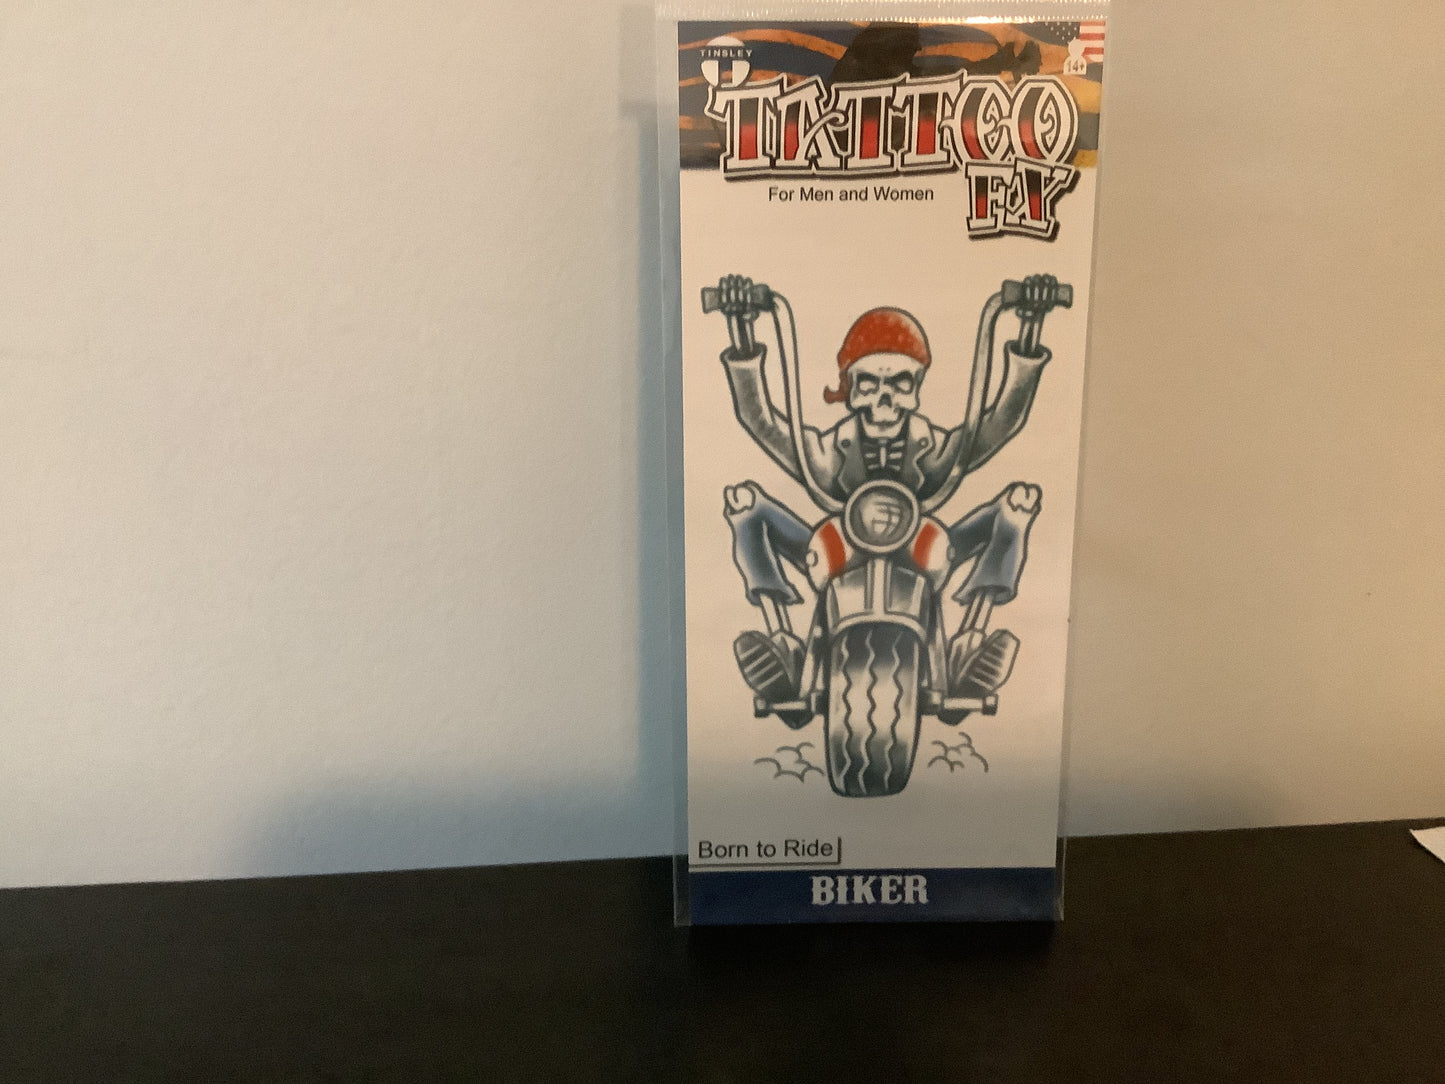 TINSLEY
14+
TATTOO
FX
For Men and Women
Born to Ride
BIKER